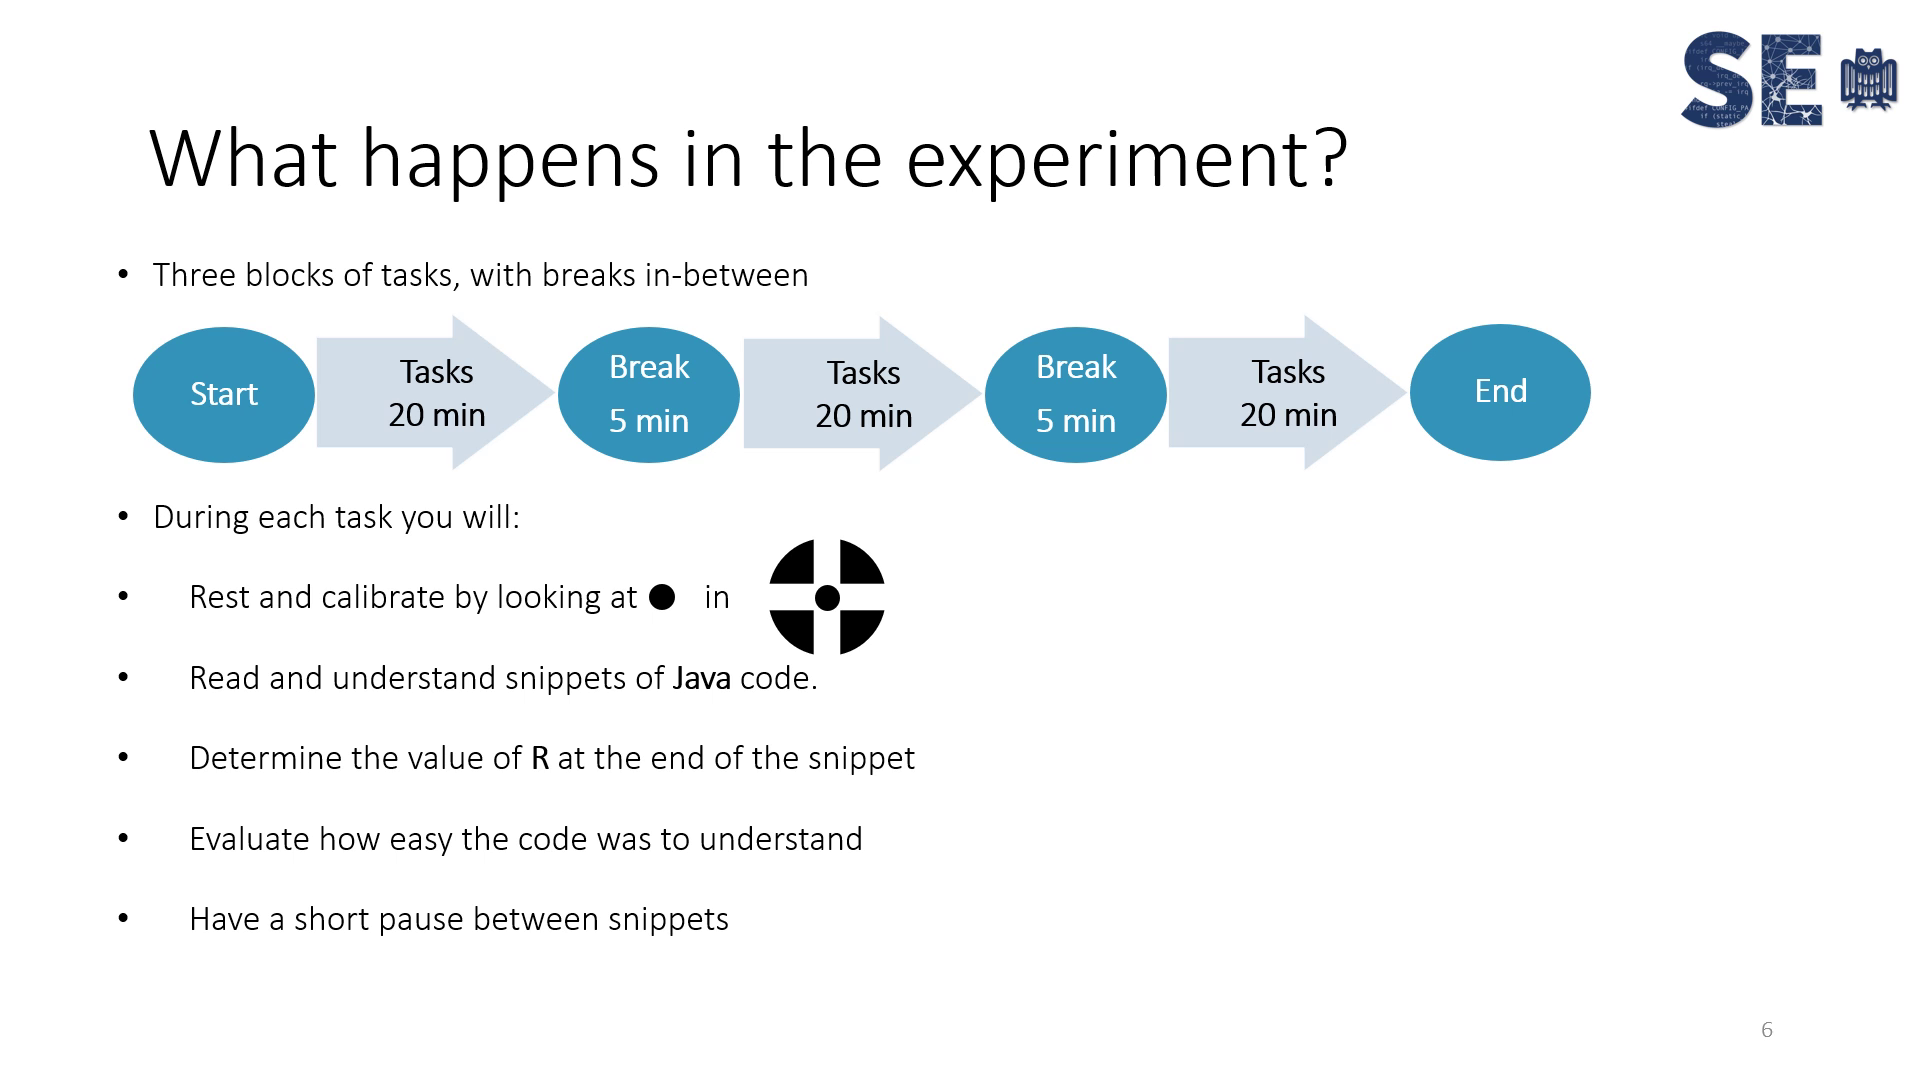 SE
What happens in the experiment?
• Three blocks of tasks, with breaks in-between
Start
Tasks
20 min
Break
5 min
Tasks
20 min
Break
5 min
Tasks
20 min
End
• During each task you will:
• Rest and calibrate by looking at ● in
• Read and understand snippets of Java code.
• Determine the value of R at the end of the snippet
• Evaluate how easy the code was to understand
• Have a short pause between snippets
6